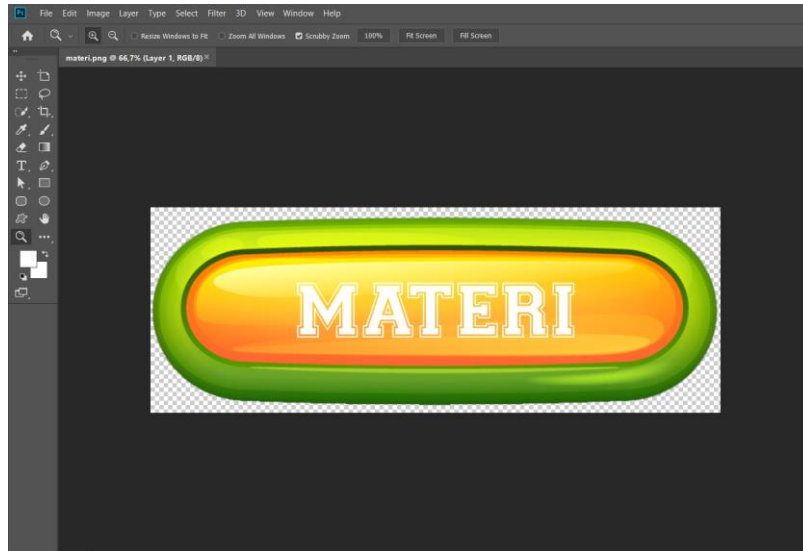 Ps File Edit Image Layer Type Select Filter 3D View Window Help
Resize Windows to Fit Zoom All Windows Scrubby Zoom 100% Fit Screen Fill Screen
materi.png @ 66,7% (Layer 1, RGB/8) ×
MATERI